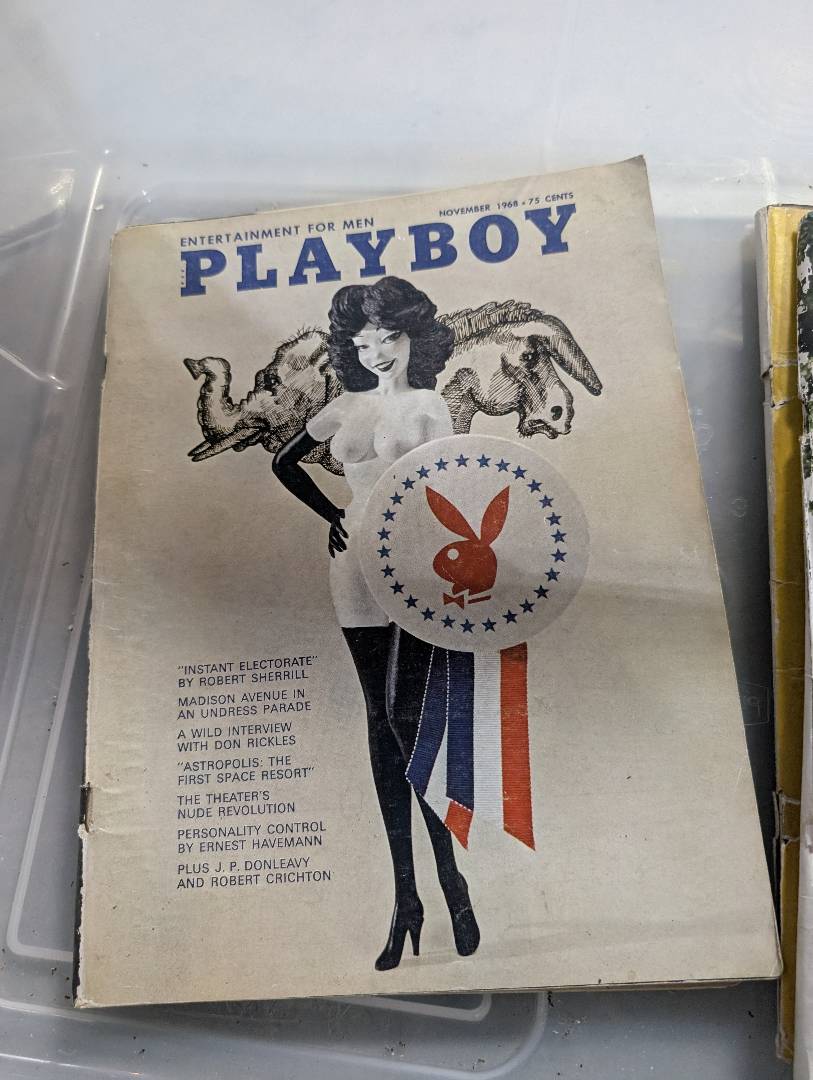 ENTERTAINMENT FOR MEN
NOVEMBER 1968 • 75 CENTS
PLAYBOY
"INSTANT ELECTORATE"
BY ROBERT SHERRILL
MADISON AVENUE IN
AN UNDRESS PARADE
A WILD INTERVIEW
WITH DON RICKLES
"ASTROPOLIS: THE
FIRST SPACE RESORT"
THE THEATER'S
NUDE REVOLUTION
PERSONALITY CONTROL
BY ERNEST HAVEMANN
PLUS J. P. DONLEAVY
AND ROBERT CRICHTON